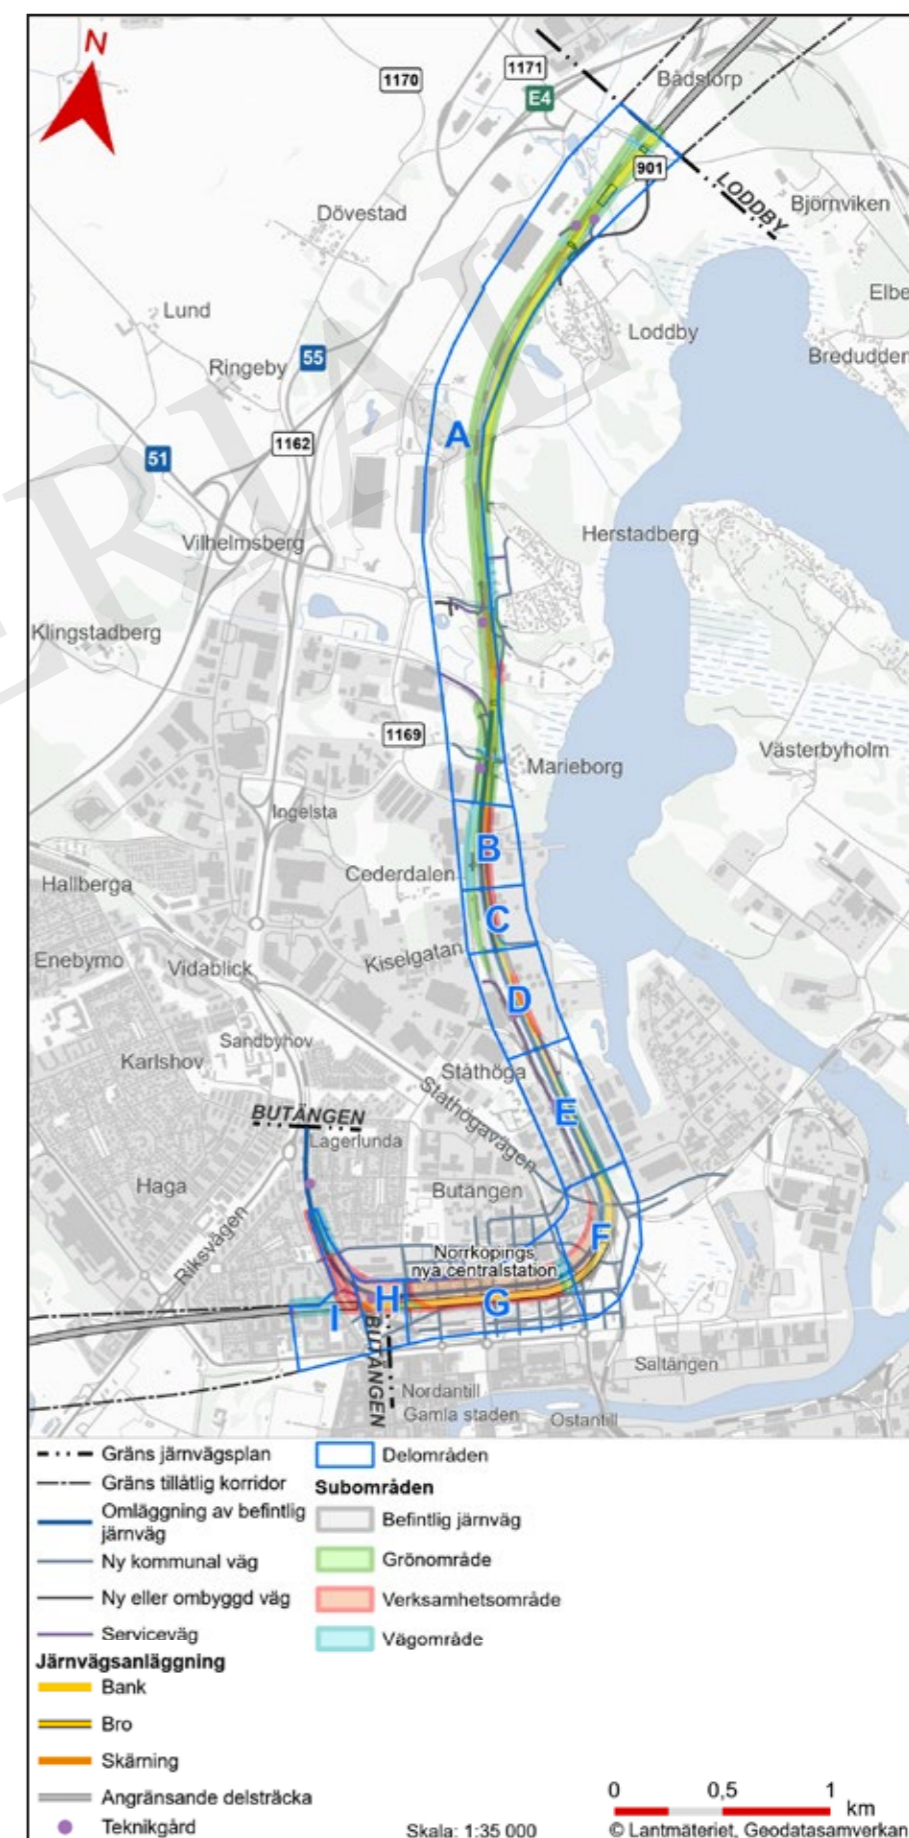 N
1170
1171
E4
Bådstorp
901
LODDBY
Björnviken
Dövestad
Elbe
Lund
Loddby
55
Ringeby
Bredudden
A
1162
51
Vilhelmsberg
Herstadberg
ERIAL
Klingstadberg
1169
Marieborg
Västerbyholm
Ingelsta
B
Cederdalen
Hallberga
C
Kiselgatan
Enebymo
Vidablick
D
Sandbyhov
Karlshov
Ståthöga
Ståthögavägen
E
BUTÄNGEN
Lagerlunda
Haga
Butängen
Riksvägen
F
Norrköpings
nya centralstation
H
G
I
BUTÄNGEN
Saltängen
Nordantill
Gamla staden
Ostantill
Gräns järnvägsplan
Gräns tillåtlig korridor
Omläggning av befintlig
järnväg
Ny kommunal väg
Ny eller ombyggd väg
Serviceväg
Järnvägsanläggning
Bank
Bro
Skärning
Angränsande delsträcka
Teknikgård
Delområden
Subområden
Befintlig järnväg
Grönområde
Verksamhetsområde
Vägområde
0 0,5 1
km
Skala: 1:35 000
© Lantmäteriet, Geodatasamverkan